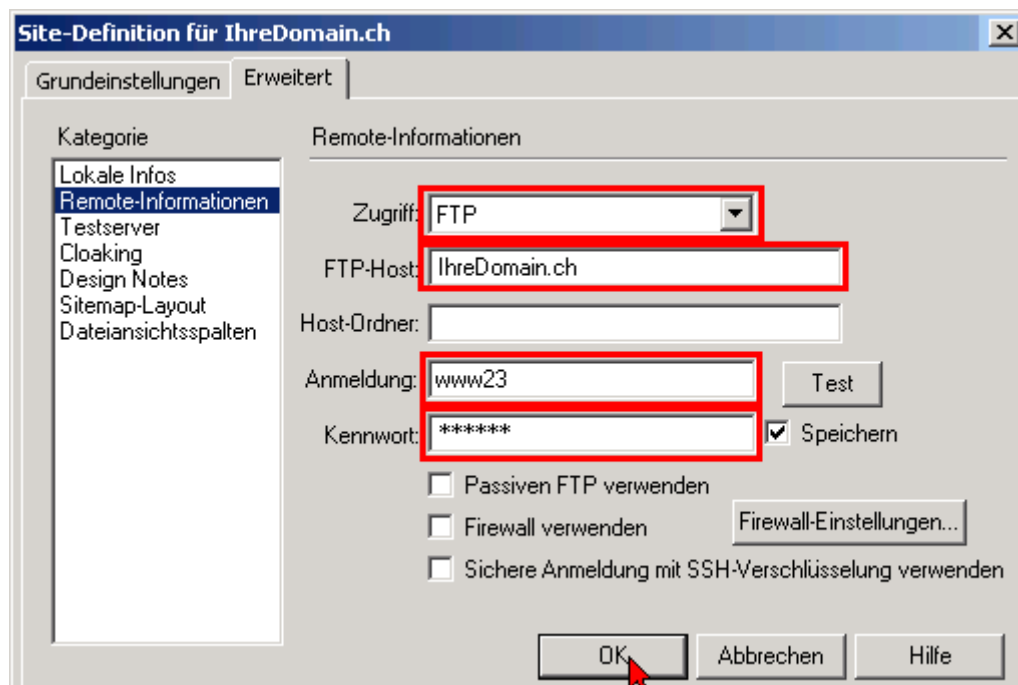 Site-Definition für IhreDomain.ch
Grundeinstellungen Erweitert
Kategorie
Lokale Infos
Remote-Informationen
Testserver
Cloaking
Design Notes
Sitemap-Layout
Dateiansichtsspalten
Remote-Informationen
Zugriff: FTP
FTP-Host: IhreDomain.ch
Host-Ordner:
Anmeldung: www23 Test
Kennwort: ****** Speichern
Passiven FTP verwenden
Firewall verwenden Firewall-Einstellungen...
Sichere Anmeldung mit SSH-Verschlüsselung verwenden
OK Abbrechen Hilfe